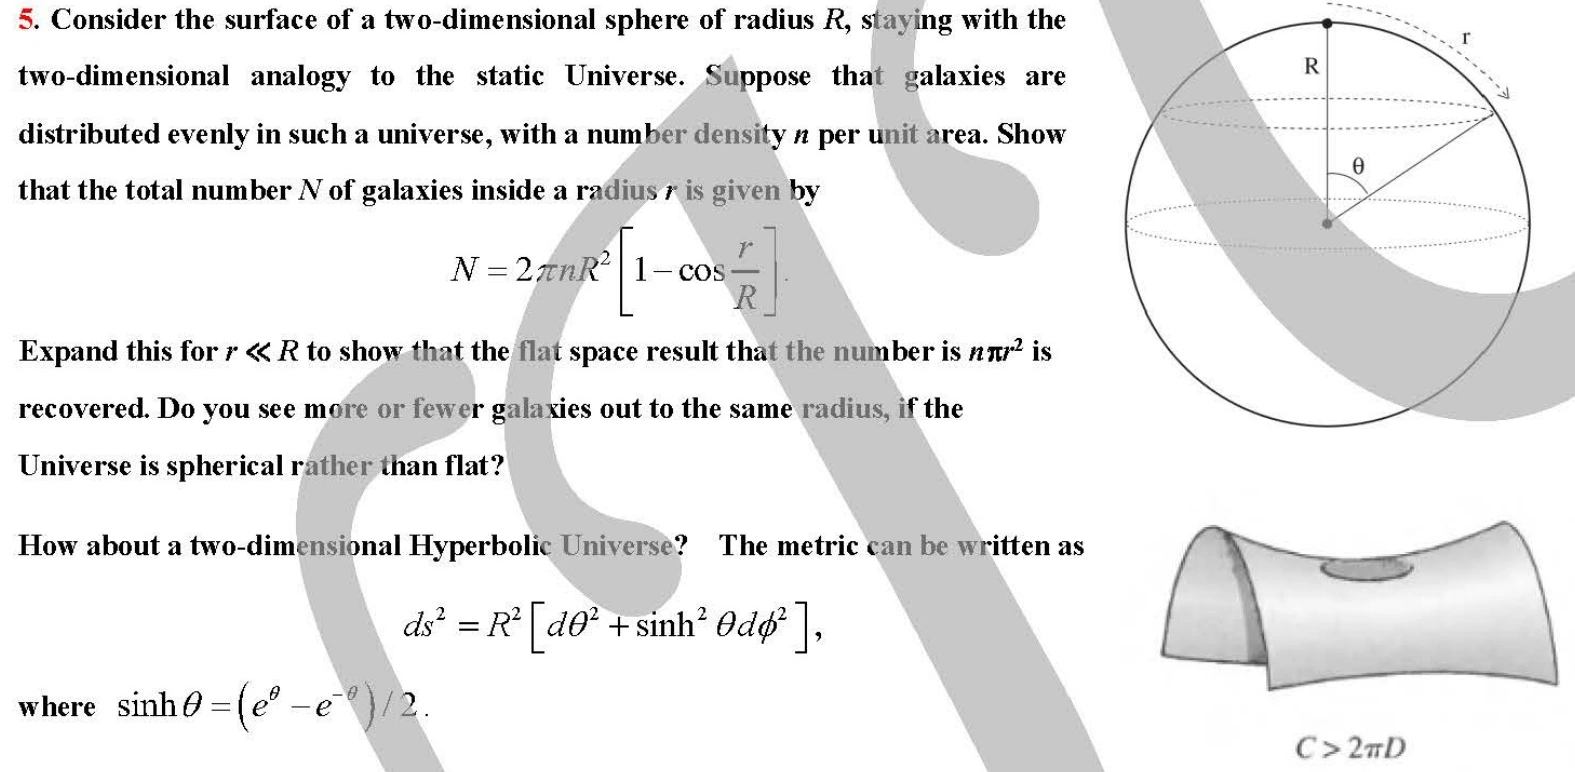 5. Consider the surface of a two-dimensional sphere of radius R, staying with the
two-dimensional analogy to the static Universe. Suppose that galaxies are
distributed evenly in such a universe, with a number density n per unit area. Show
that the total number N of galaxies inside a radius r is given by
N = 2πnR² [1 − cos r/R].
Expand this for r ≪ R to show that the flat space result that the number is nπr² is
recovered. Do you see more or fewer galaxies out to the same radius, if the
Universe is spherical rather than flat?
How about a two-dimensional Hyperbolic Universe? The metric can be written as
ds² = R² [dθ² + sinh² θdϕ²],
where sinh θ = (e^θ − e^−θ) / 2.
r
R
θ
C > 2πD